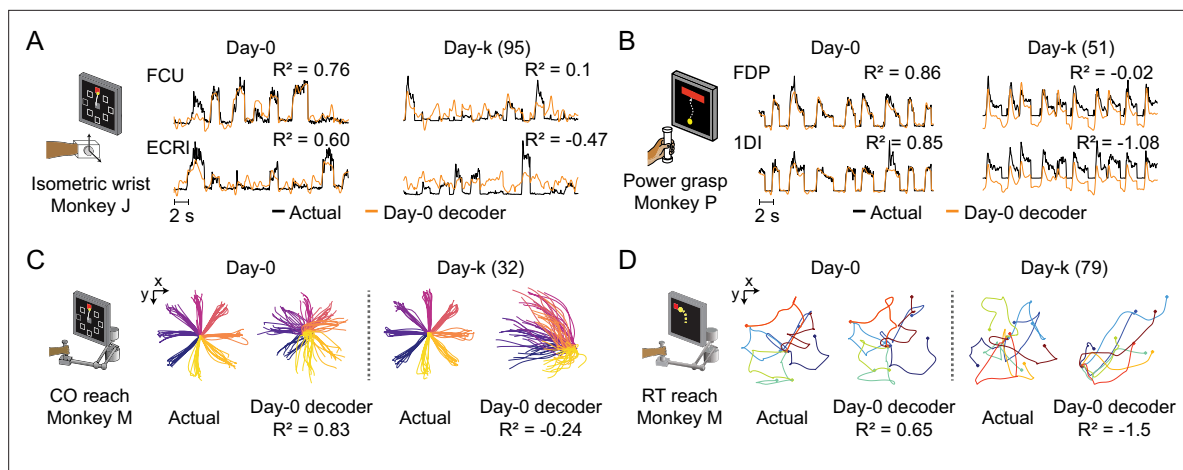 A
Day-0
Day-k (95)
FCU
R² = 0.76
R² = 0.1
ECRI
R² = 0.60
R² = -0.47
Isometric wrist
Monkey J
2 s
Actual
Day-0 decoder
B
Day-0
Day-k (51)
FDP
R² = 0.86
R² = -0.02
1DI
R² = 0.85
R² = -1.08
Power grasp
Monkey P
2 s
Actual
Day-0 decoder
C
x
y
Day-0
Day-k (32)
CO reach
Monkey M
Actual
Day-0 decoder
R² = 0.83
Actual
Day-0 decoder
R² = -0.24
D
x
y
Day-0
Day-k (79)
RT reach
Monkey M
Actual
Day-0 decoder
R² = 0.65
Actual
Day-0 decoder
R² = -1.5